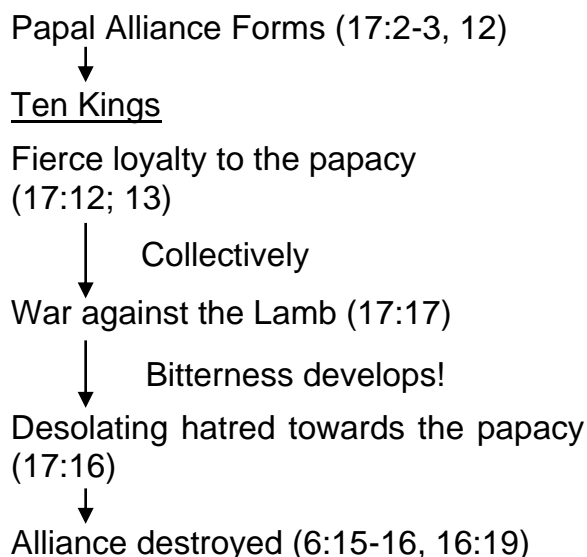 Papal Alliance Forms (17:2-3, 12)
Ten Kings
Fierce loyalty to the papacy
(17:12; 13)
Collectively
War against the Lamb (17:17)
Bitterness develops!
Desolating hatred towards the papacy
(17:16)
Alliance destroyed (6:15-16, 16:19)